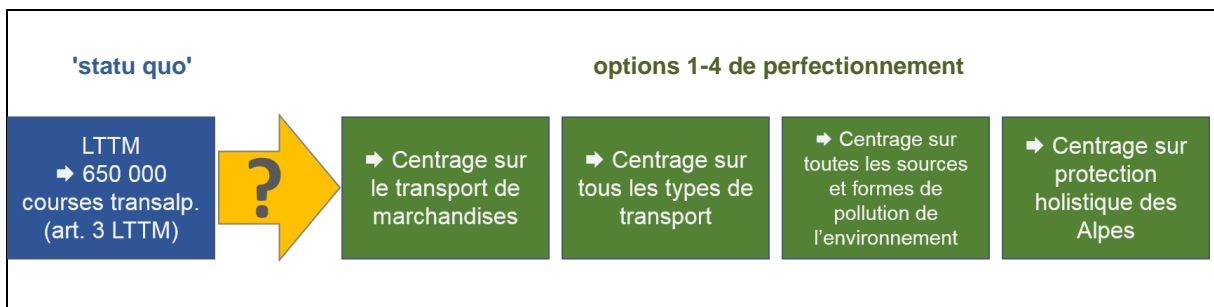 'statu quo'
options 1-4 de perfectionnement
LTTM
➡ 650 000
courses transalp.
(art. 3 LTTM)
?
➡ Centrage sur
le transport de
marchandises
➡ Centrage sur
tous les types de
transport
➡ Centrage sur
toutes les sources
et formes de
pollution de
l'environnement
➡ Centrage sur
protection
holistique des
Alpes